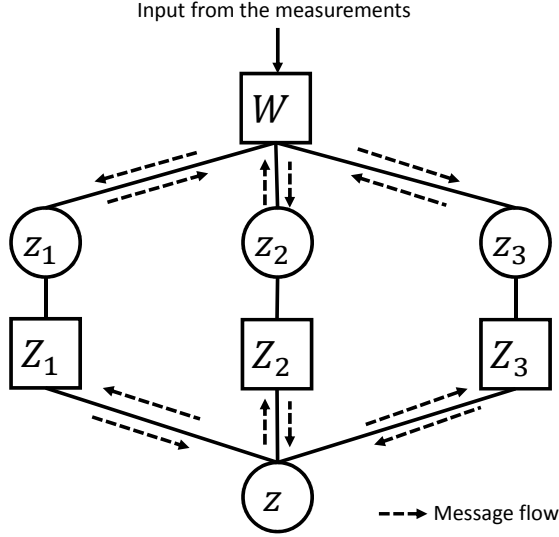 Input from the measurements
W
z₁ z₂ z₃
Z₁ Z₂ Z₃
z
Message flow